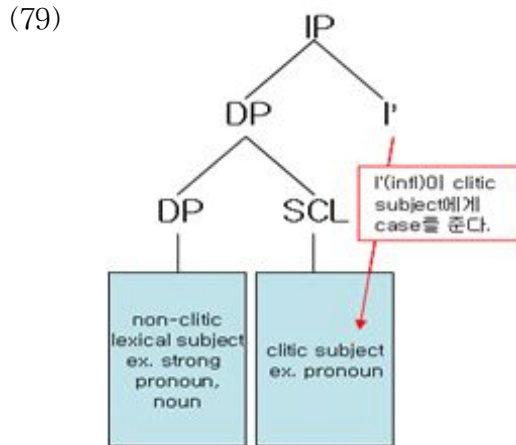 (79)
IP
DP I'
I'(infl)이 clitic
subject에게
case를 준다.
DP SCL
non-clitic
lexical subject
ex. strong
pronoun,
noun
clitic subject
ex. pronoun